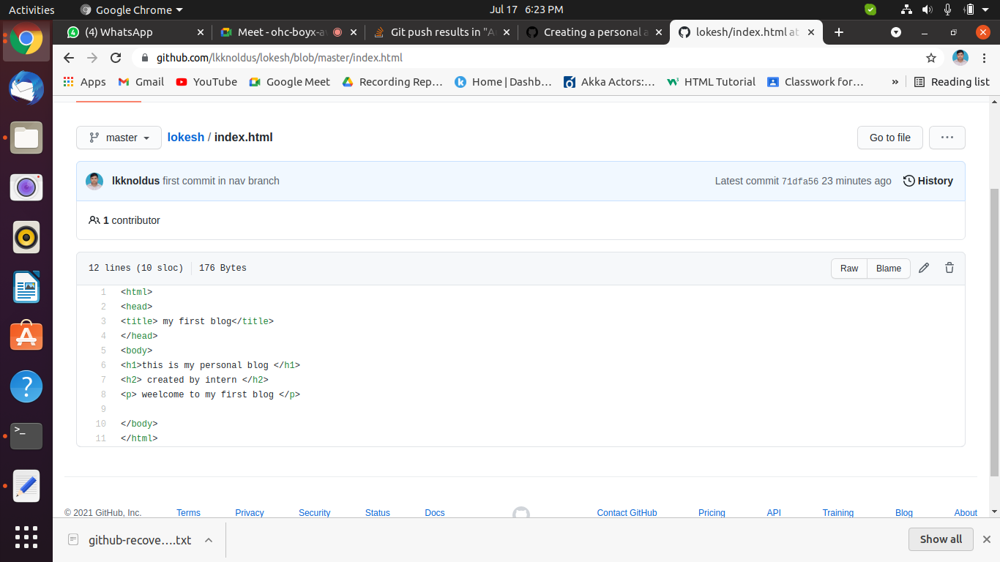 Activities
Google Chrome
Jul 17 6:23 PM
(4) WhatsApp
Meet - ohc-boyx-a
Git push results in "A
Creating a personal a
lokesh/index.html at
github.com/lkknoldus/lokesh/blob/master/index.html
Apps
Gmail
YouTube
Google Meet
Recording Rep…
Home | Dashb…
Akka Actors:…
HTML Tutorial
Classwork for…
»
Reading list
master
lokesh / index.html
Go to file
···
lkknoldus first commit in nav branch
Latest commit 71dfa56 23 minutes ago
History
1 contributor
12 lines (10 sloc)
176 Bytes
Raw
Blame
1 <html>
2 <head>
3 <title> my first blog</title>
4 </head>
5 <body>
6 <h1>this is my personal blog </h1>
7 <h2> created by intern </h2>
8 <p> weelcome to my first blog </p>
9
10 </body>
11 </html>
© 2021 GitHub, Inc.
Terms
Privacy
Security
Status
Docs
Contact GitHub
Pricing
API
Training
Blog
About
github-recove….txt
Show all